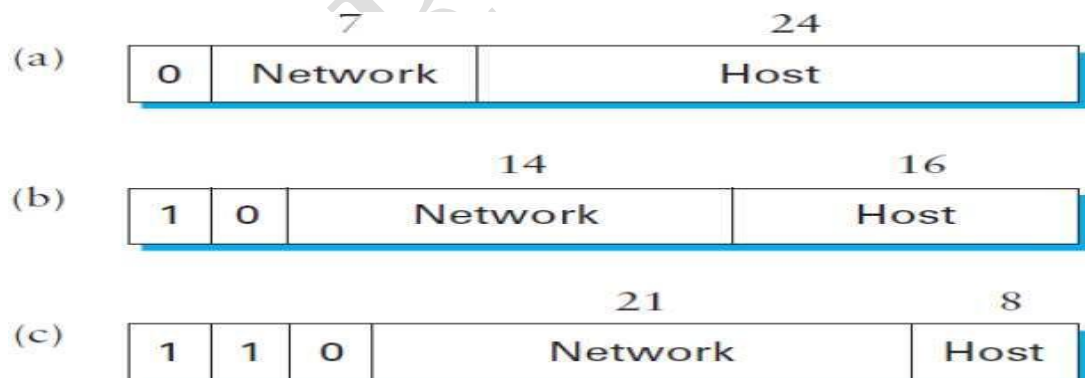 7 24
(a) 0 Network Host
14 16
(b) 1 0 Network Host
21 8
(c) 1 1 0 Network Host